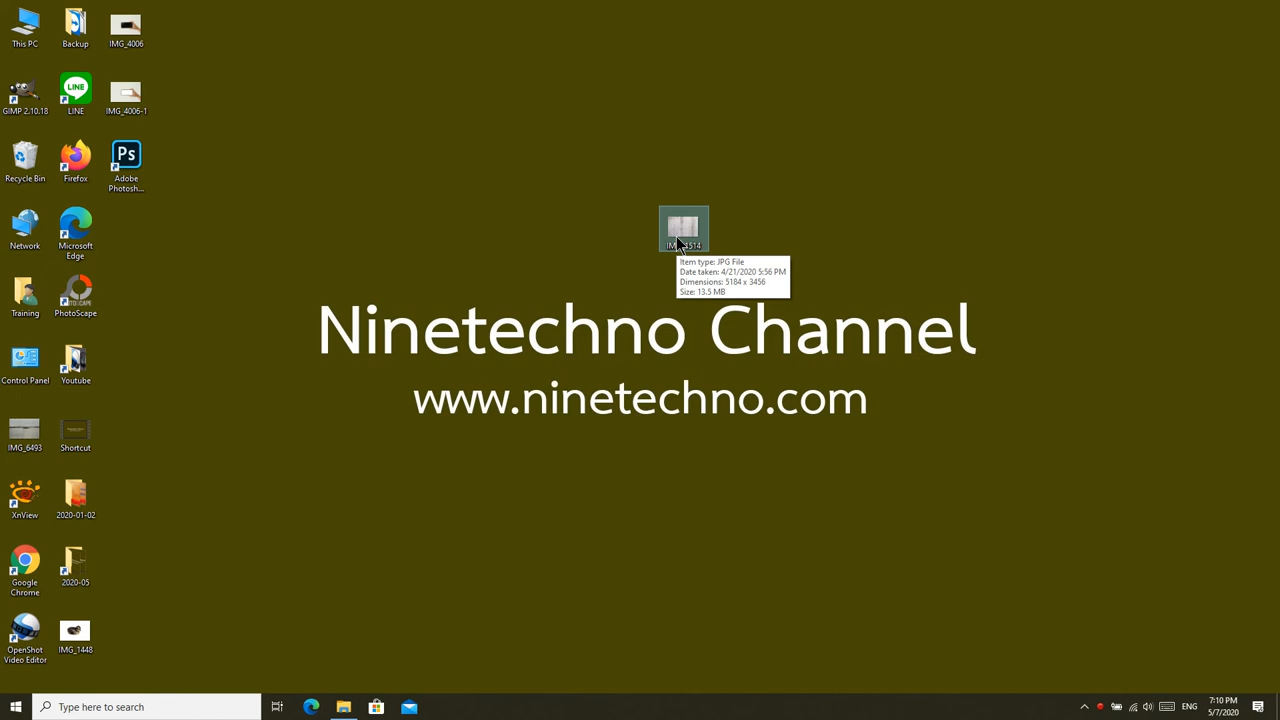 This PC
Backup
IMG_4006
GIMP 2.10.18
LINE
LINE
IMG_4006-1
Recycle Bin
Firefox
Ps
Adobe
Photosh...
Network
Microsoft
Edge
IMG_4514
Item type: JPG File
Date taken: 4/21/2020 5:56 PM
Dimensions: 5184 x 3456
Size: 13.5 MB
Training
PhotoScape
Ninetechno Channel
www.ninetechno.com
Control Panel
Youtube
IMG_6493
Shortcut
XnView
2020-01-02
Google
Chrome
2020-05
OpenShot
Video Editor
IMG_1448
Type here to search
ENG
7:10 PM
5/7/2020